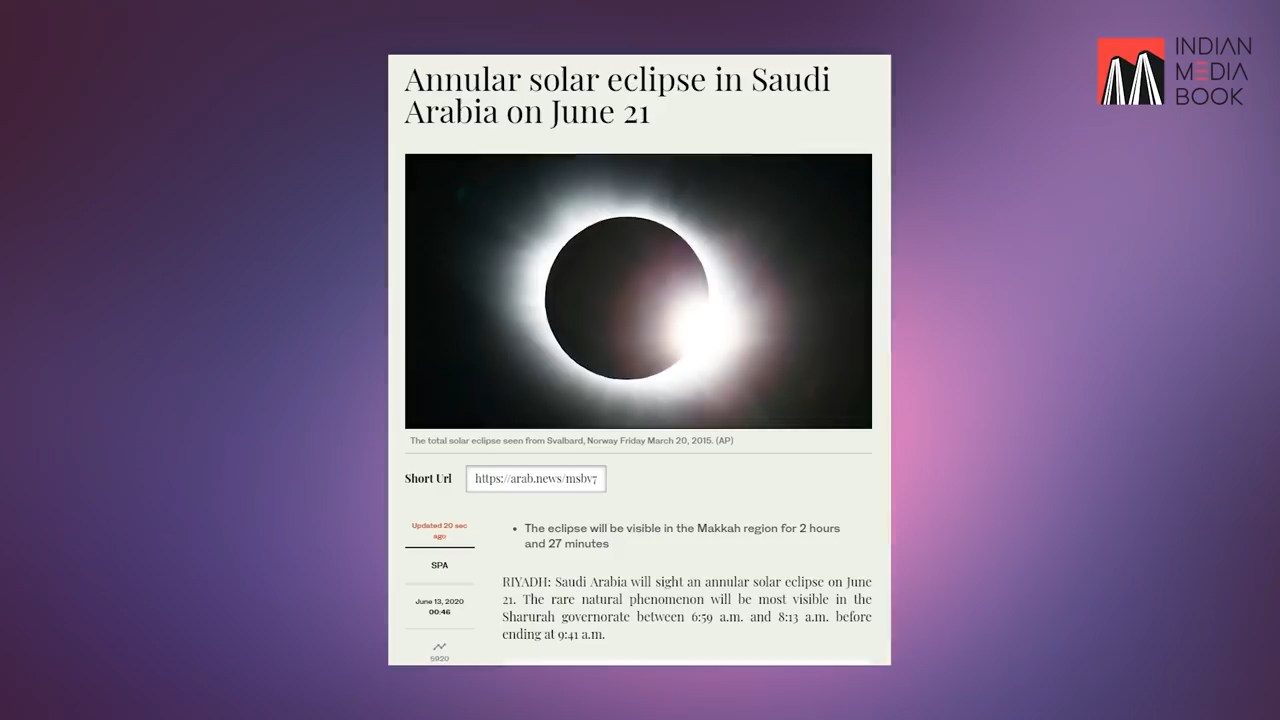 INDIAN
MEDIA
BOOK
Annular solar eclipse in Saudi
Arabia on June 21
The total solar eclipse seen from Svalbard, Norway Friday March 20, 2015. (AP)
Short Url
https://arab.news/msbv7
Updated 20 sec
ago
SPA
June 13, 2020
00:46
5920
• The eclipse will be visible in the Makkah region for 2 hours
and 27 minutes
RIYADH: Saudi Arabia will sight an annular solar eclipse on June
21. The rare natural phenomenon will be most visible in the
Sharurah governorate between 6:59 a.m. and 8:13 a.m. before
ending at 9:41 a.m.